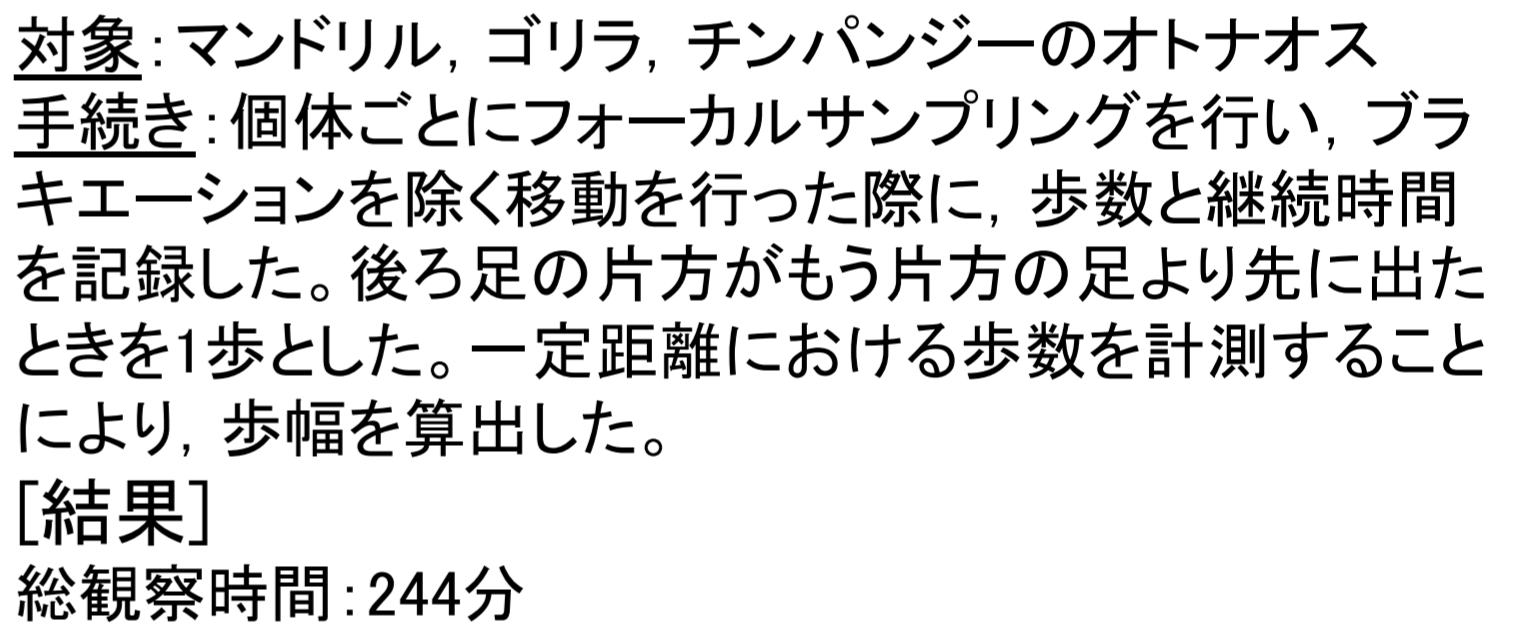 対象:マンドリル, ゴリラ, チンパンジーのオトナオス
手続き:個体ごとにフォーカルサンプリングを行い, ブラ
キエーションを除く移動を行った際に, 歩数と継続時間
を記録した。後ろ足の片方がもう片方の足より先に出た
ときを1歩とした。一定距離における歩数を計測すること
により, 歩幅を算出した。
[結果]
総観察時間:244分